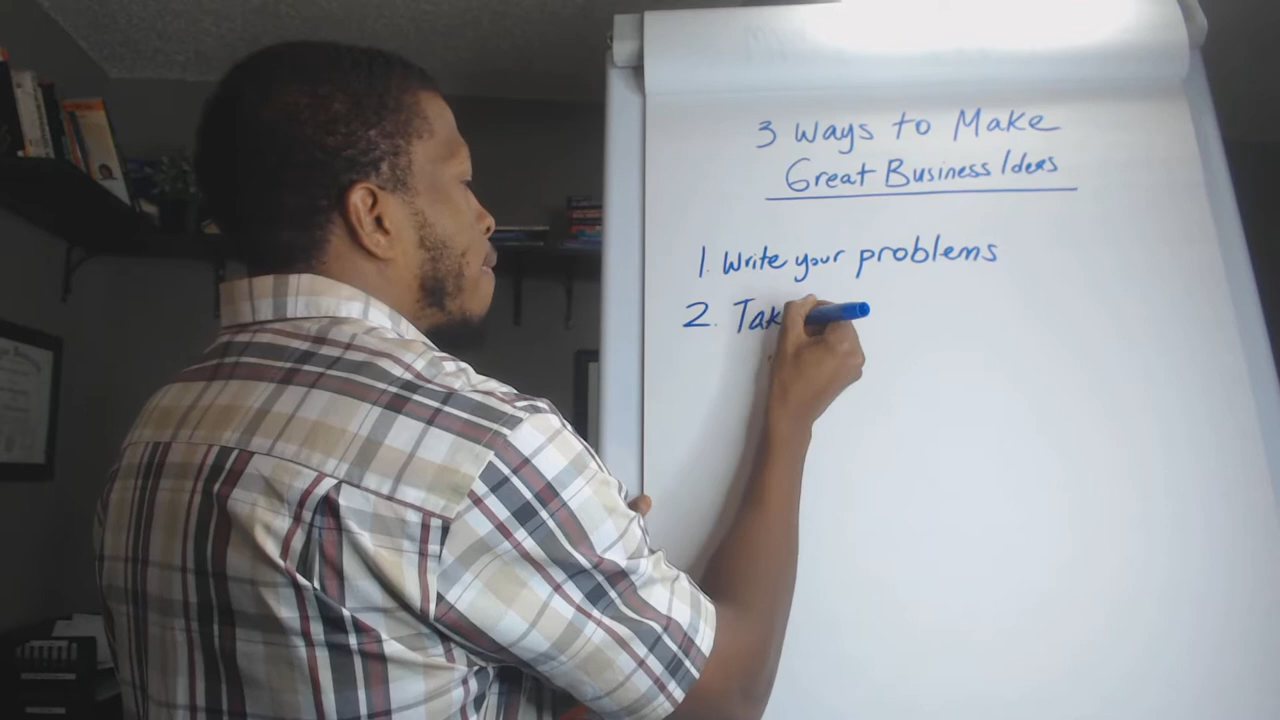 3 Ways to Make
Great Business Ideas
1. Write your problems
2. Tak